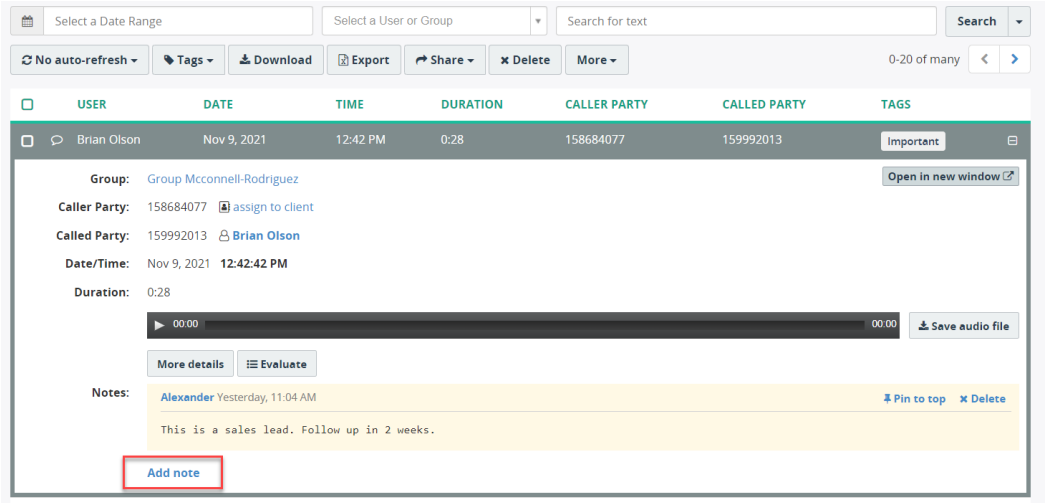 Select a Date Range Select a User or Group Search for text Search
No auto-refresh Tags Download Export Share Delete More 0-20 of many
USER DATE TIME DURATION CALLER PARTY CALLED PARTY TAGS
Brian Olson Nov 9, 2021 12:42 PM 0:28 158684077 159992013 Important
Group: Group Mcconnell-Rodriguez Open in new window
Caller Party: 158684077 assign to client
Called Party: 159992013 Brian Olson
Date/Time: Nov 9, 2021 12:42:42 PM
Duration: 0:28
00:00 00:00 Save audio file
More details Evaluate
Notes: Alexander Yesterday, 11:04 AM Pin to top Delete
This is a sales lead. Follow up in 2 weeks.
Add note